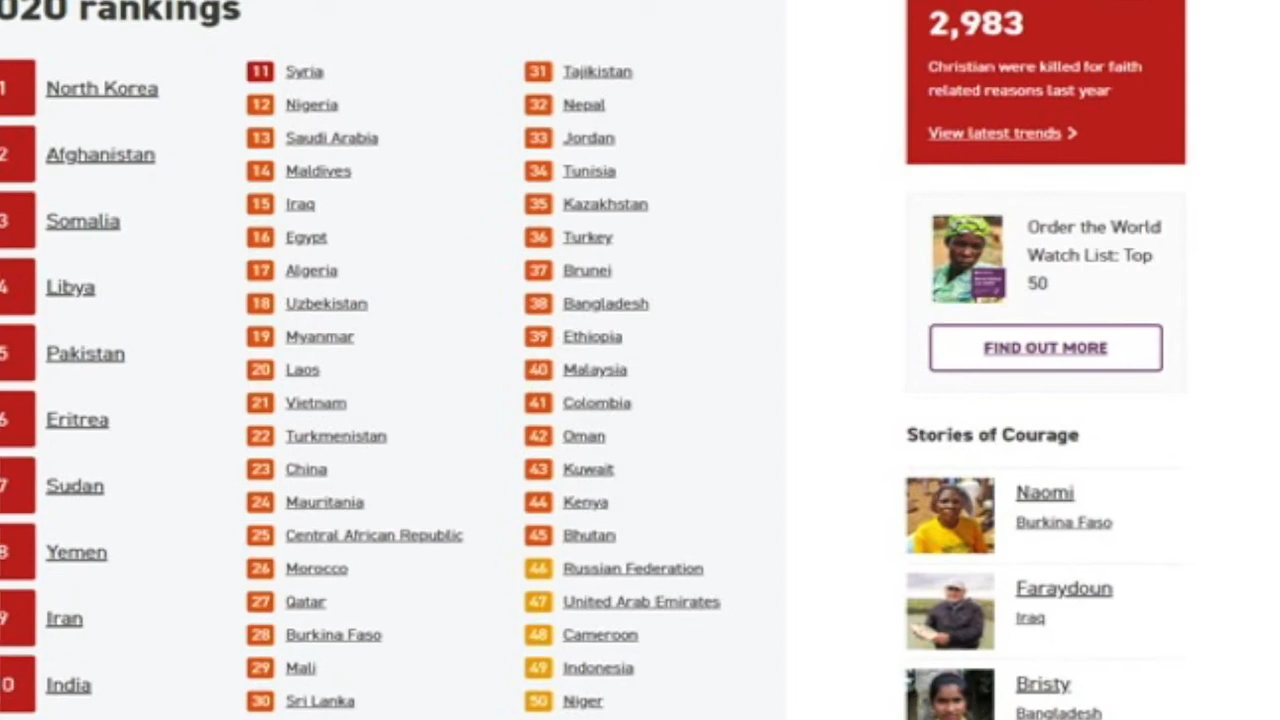 020 rankings
1 North Korea
2 Afghanistan
3 Somalia
4 Libya
5 Pakistan
6 Eritrea
7 Sudan
8 Yemen
9 Iran
0 India
11 Syria
12 Nigeria
13 Saudi Arabia
14 Maldives
15 Iraq
16 Egypt
17 Algeria
18 Uzbekistan
19 Myanmar
20 Laos
21 Vietnam
22 Turkmenistan
23 China
24 Mauritania
25 Central African Republic
26 Morocco
27 Qatar
28 Burkina Faso
29 Mali
30 Sri Lanka
31 Tajikistan
32 Nepal
33 Jordan
34 Tunisia
35 Kazakhstan
36 Turkey
37 Brunei
38 Bangladesh
39 Ethiopia
40 Malaysia
41 Colombia
42 Oman
43 Kuwait
44 Kenya
45 Bhutan
46 Russian Federation
47 United Arab Emirates
48 Cameroon
49 Indonesia
50 Niger
2,983
Christian were killed for faith
related reasons last year
View latest trends >
Order the World
Watch List: Top
50
FIND OUT MORE
Stories of Courage
Naomi
Burkina Faso
Faraydoun
Iraq
Bristy
Bangladesh